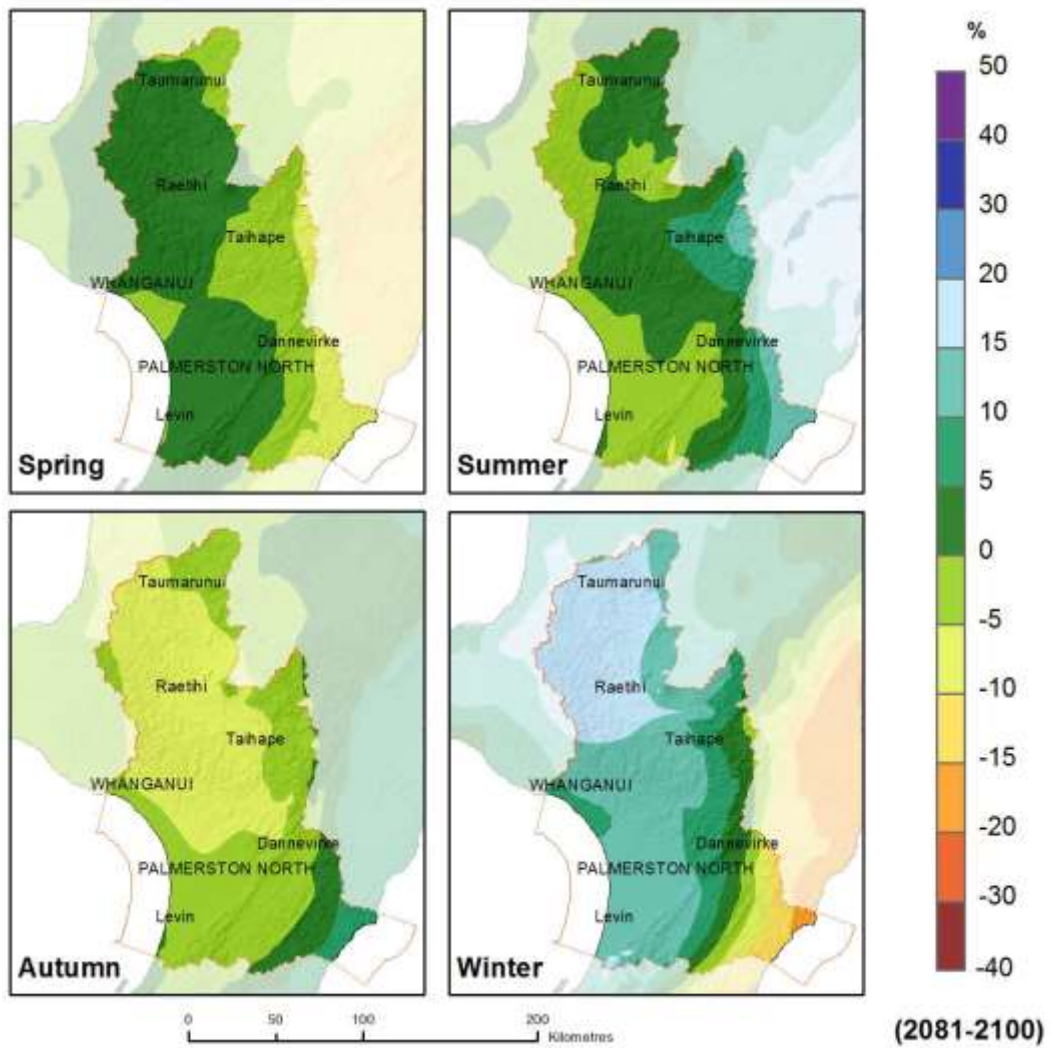 Taumarunui
Raetihi
Taihape
WHANGANUI
Dannevirke
PALMERSTON NORTH
Levin
Spring
Taumarunui
Raetihi
Taihape
WHANGANUI
Dannevirke
PALMERSTON NORTH
Levin
Summer
Taumarunui
Raetihi
Taihape
WHANGANUI
Dannevirke
PALMERSTON NORTH
Levin
Autumn
Taumarunui
Raetihi
Taihape
WHANGANUI
Dannevirke
PALMERSTON NORTH
Levin
Winter
%
50
40
30
20
15
10
5
0
-5
-10
-15
-20
-30
-40
0 50 100 200
Kilometres
(2081-2100)